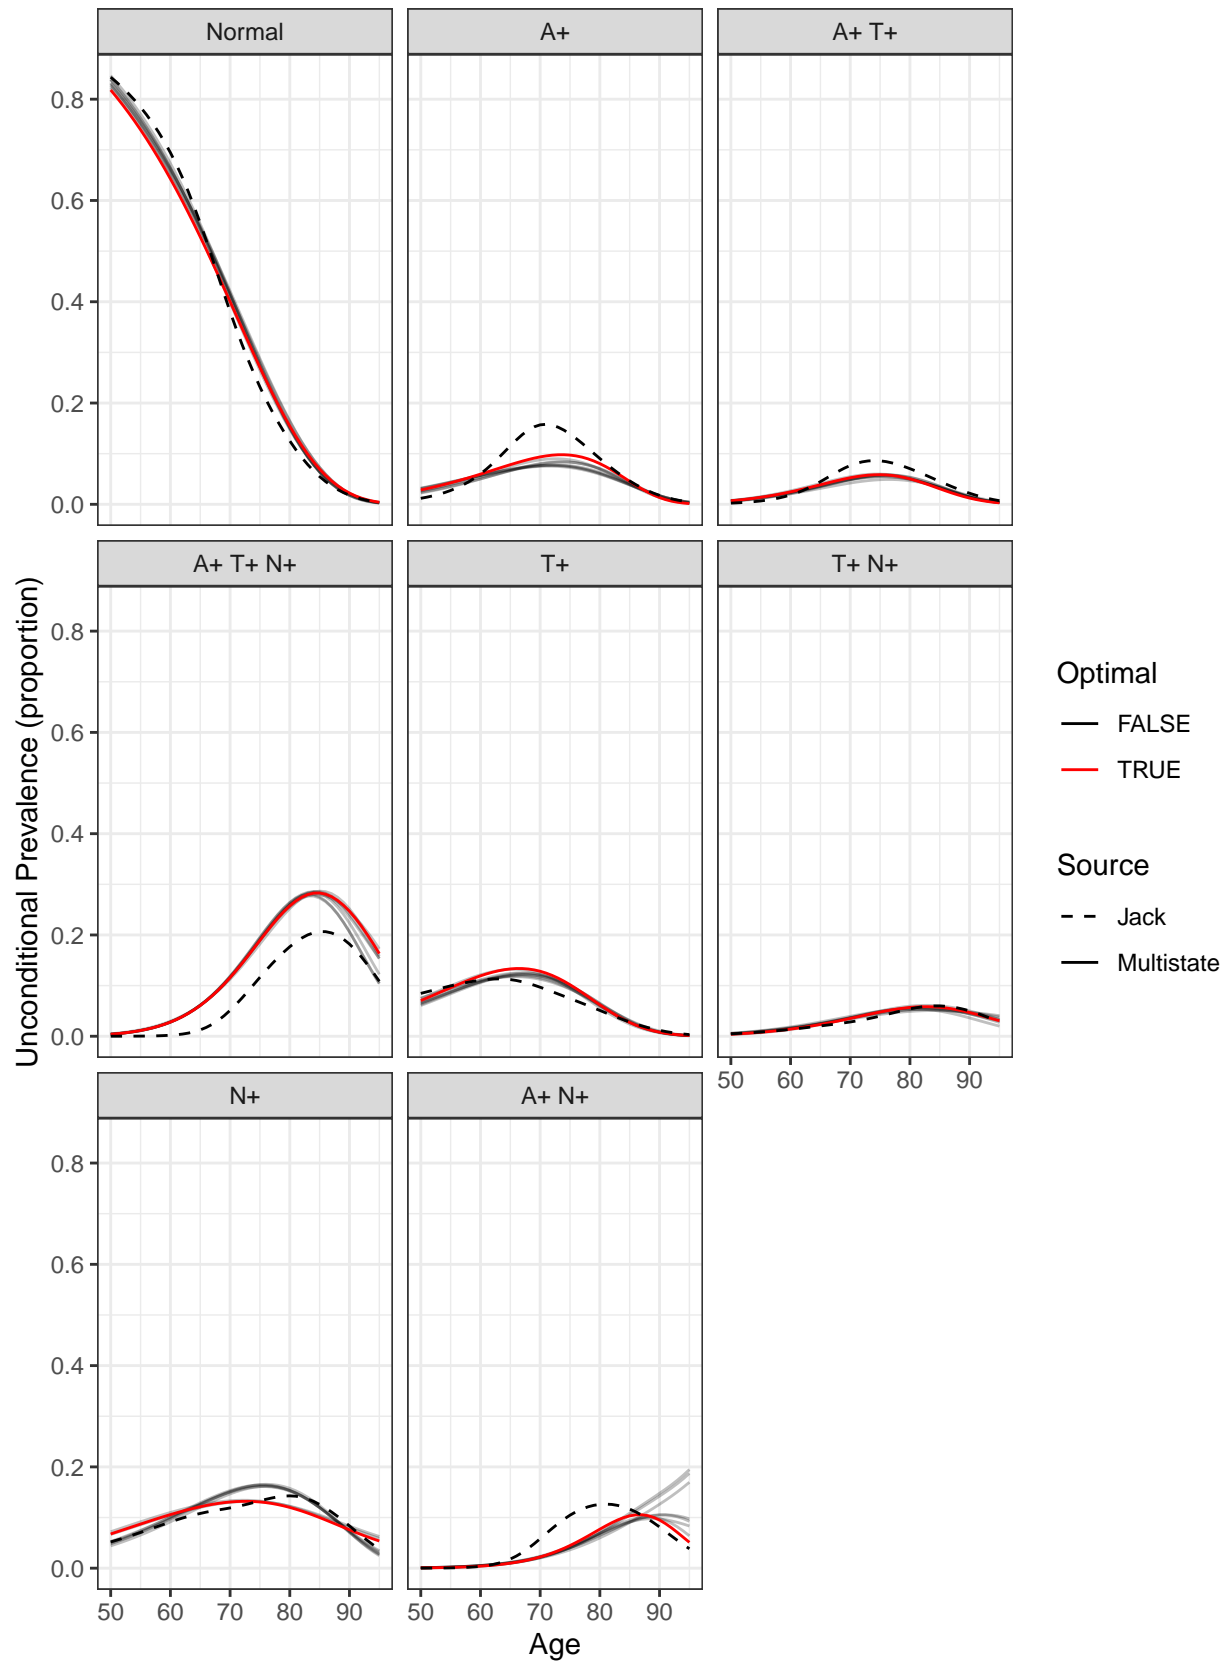 Normal
A+
A+ T+
0.8
0.6
0.4
0.2
0.0
A+ T+ N+
T+
T+ N+
0.8
0.6
0.4
0.2
0.0
50 60 70 80 90
N+
A+ N+
0.8
0.6
0.4
0.2
0.0
50 60 70 80 90
50 60 70 80 90
Age
Unconditional Prevalence (proportion)
Optimal
FALSE
TRUE
Source
Jack
Multistate